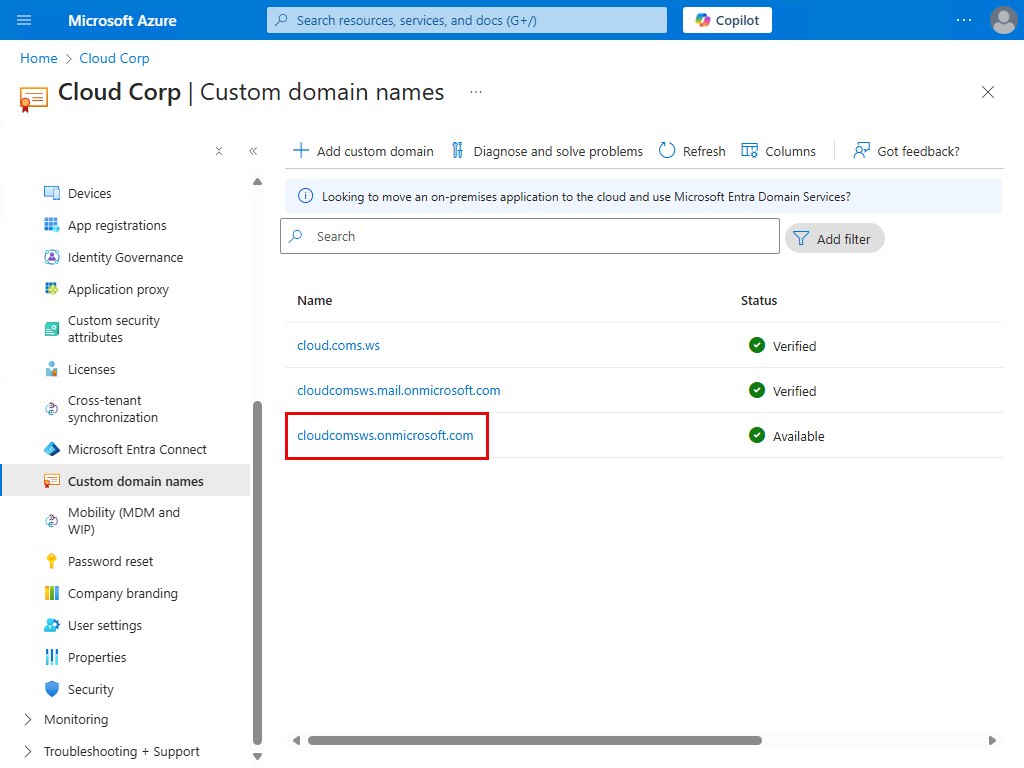 Microsoft Azure
Search resources, services, and docs (G+/)
Copilot
Home > Cloud Corp
Cloud Corp | Custom domain names
Add custom domain
Diagnose and solve problems
Refresh
Columns
Got feedback?
Devices
App registrations
Identity Governance
Application proxy
Custom security
attributes
Licenses
Cross-tenant
synchronization
Microsoft Entra Connect
Custom domain names
Mobility (MDM and
WIP)
Password reset
Company branding
User settings
Properties
Security
Monitoring
Troubleshooting + Support
Looking to move an on-premises application to the cloud and use Microsoft Entra Domain Services?
Search
Add filter
Name Status
cloud.coms.ws Verified
cloudcomsws.mail.onmicrosoft.com Verified
cloudcomsws.onmicrosoft.com Available